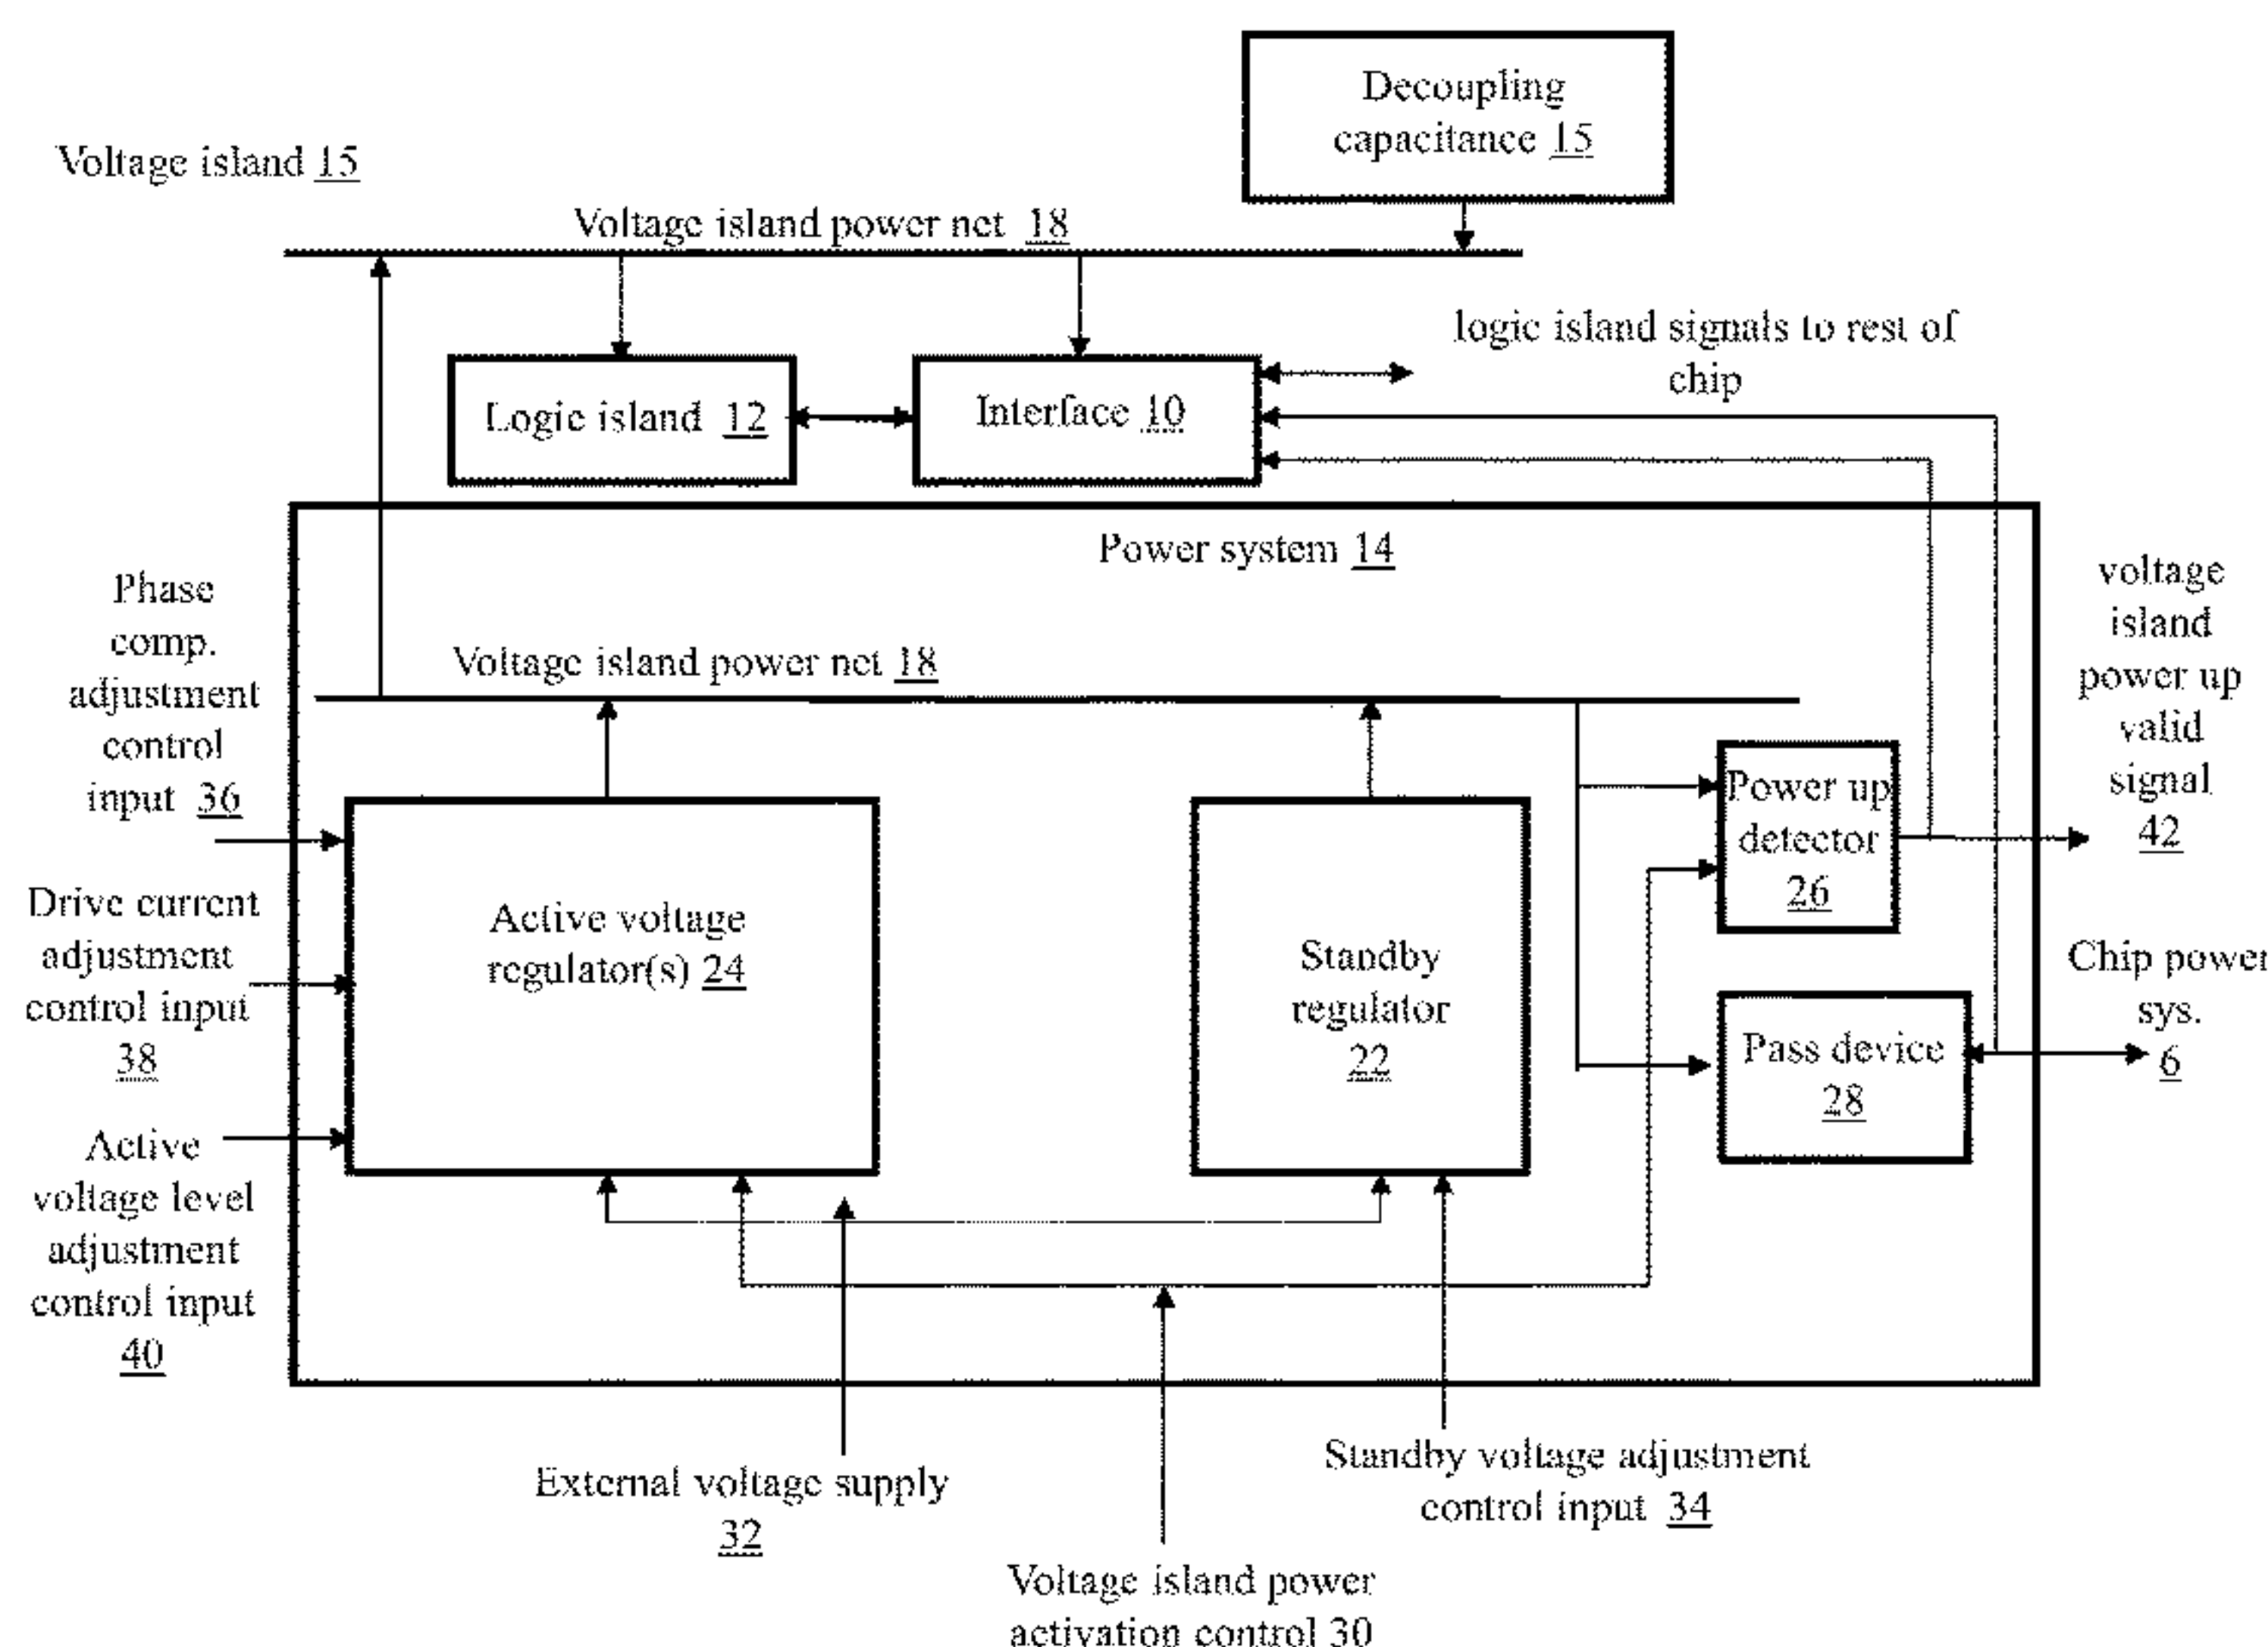 Decoupling
capacitance 15
Voltage island 15
Voltage island power net 18
logic island signals to rest of
chip
Logic island 12
Interface 10
Power system 14
Phase
comp.
adjustment
control
input 36
voltage
island
power up
valid
signal
42
Voltage island power net 18
Power up
detector
26
Drive current
adjustment
control input
38
Active voltage
regulator(s) 24
Standby
regulator
22
Chip power
sys.
6
Pass device
28
Active
voltage level
adjustment
control input
40
External voltage supply
32
Standby voltage adjustment
control input 34
Voltage island power
activation control 30